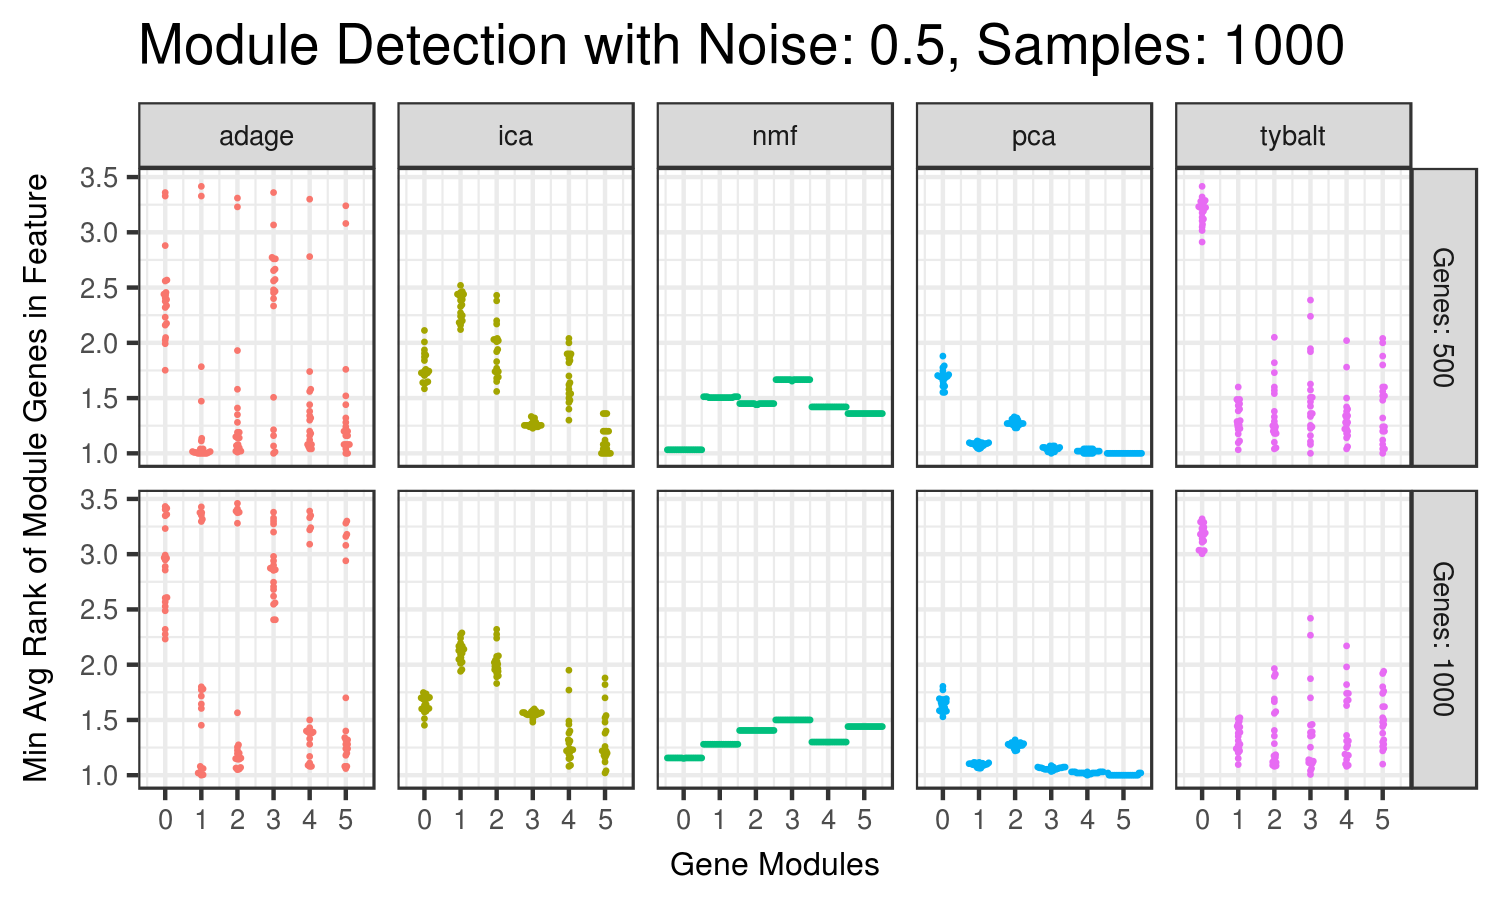 Module Detection with Noise: 0.5, Samples: 1000
adage ica nmf pca tybalt
Min Avg Rank of Module Genes in Feature
3.5
3.0
2.5
2.0
1.5
1.0
Genes: 500
3.5
3.0
2.5
2.0
1.5
1.0
Genes: 1000
0 1 2 3 4 5 0 1 2 3 4 5 0 1 2 3 4 5 0 1 2 3 4 5 0 1 2 3 4 5
Gene Modules